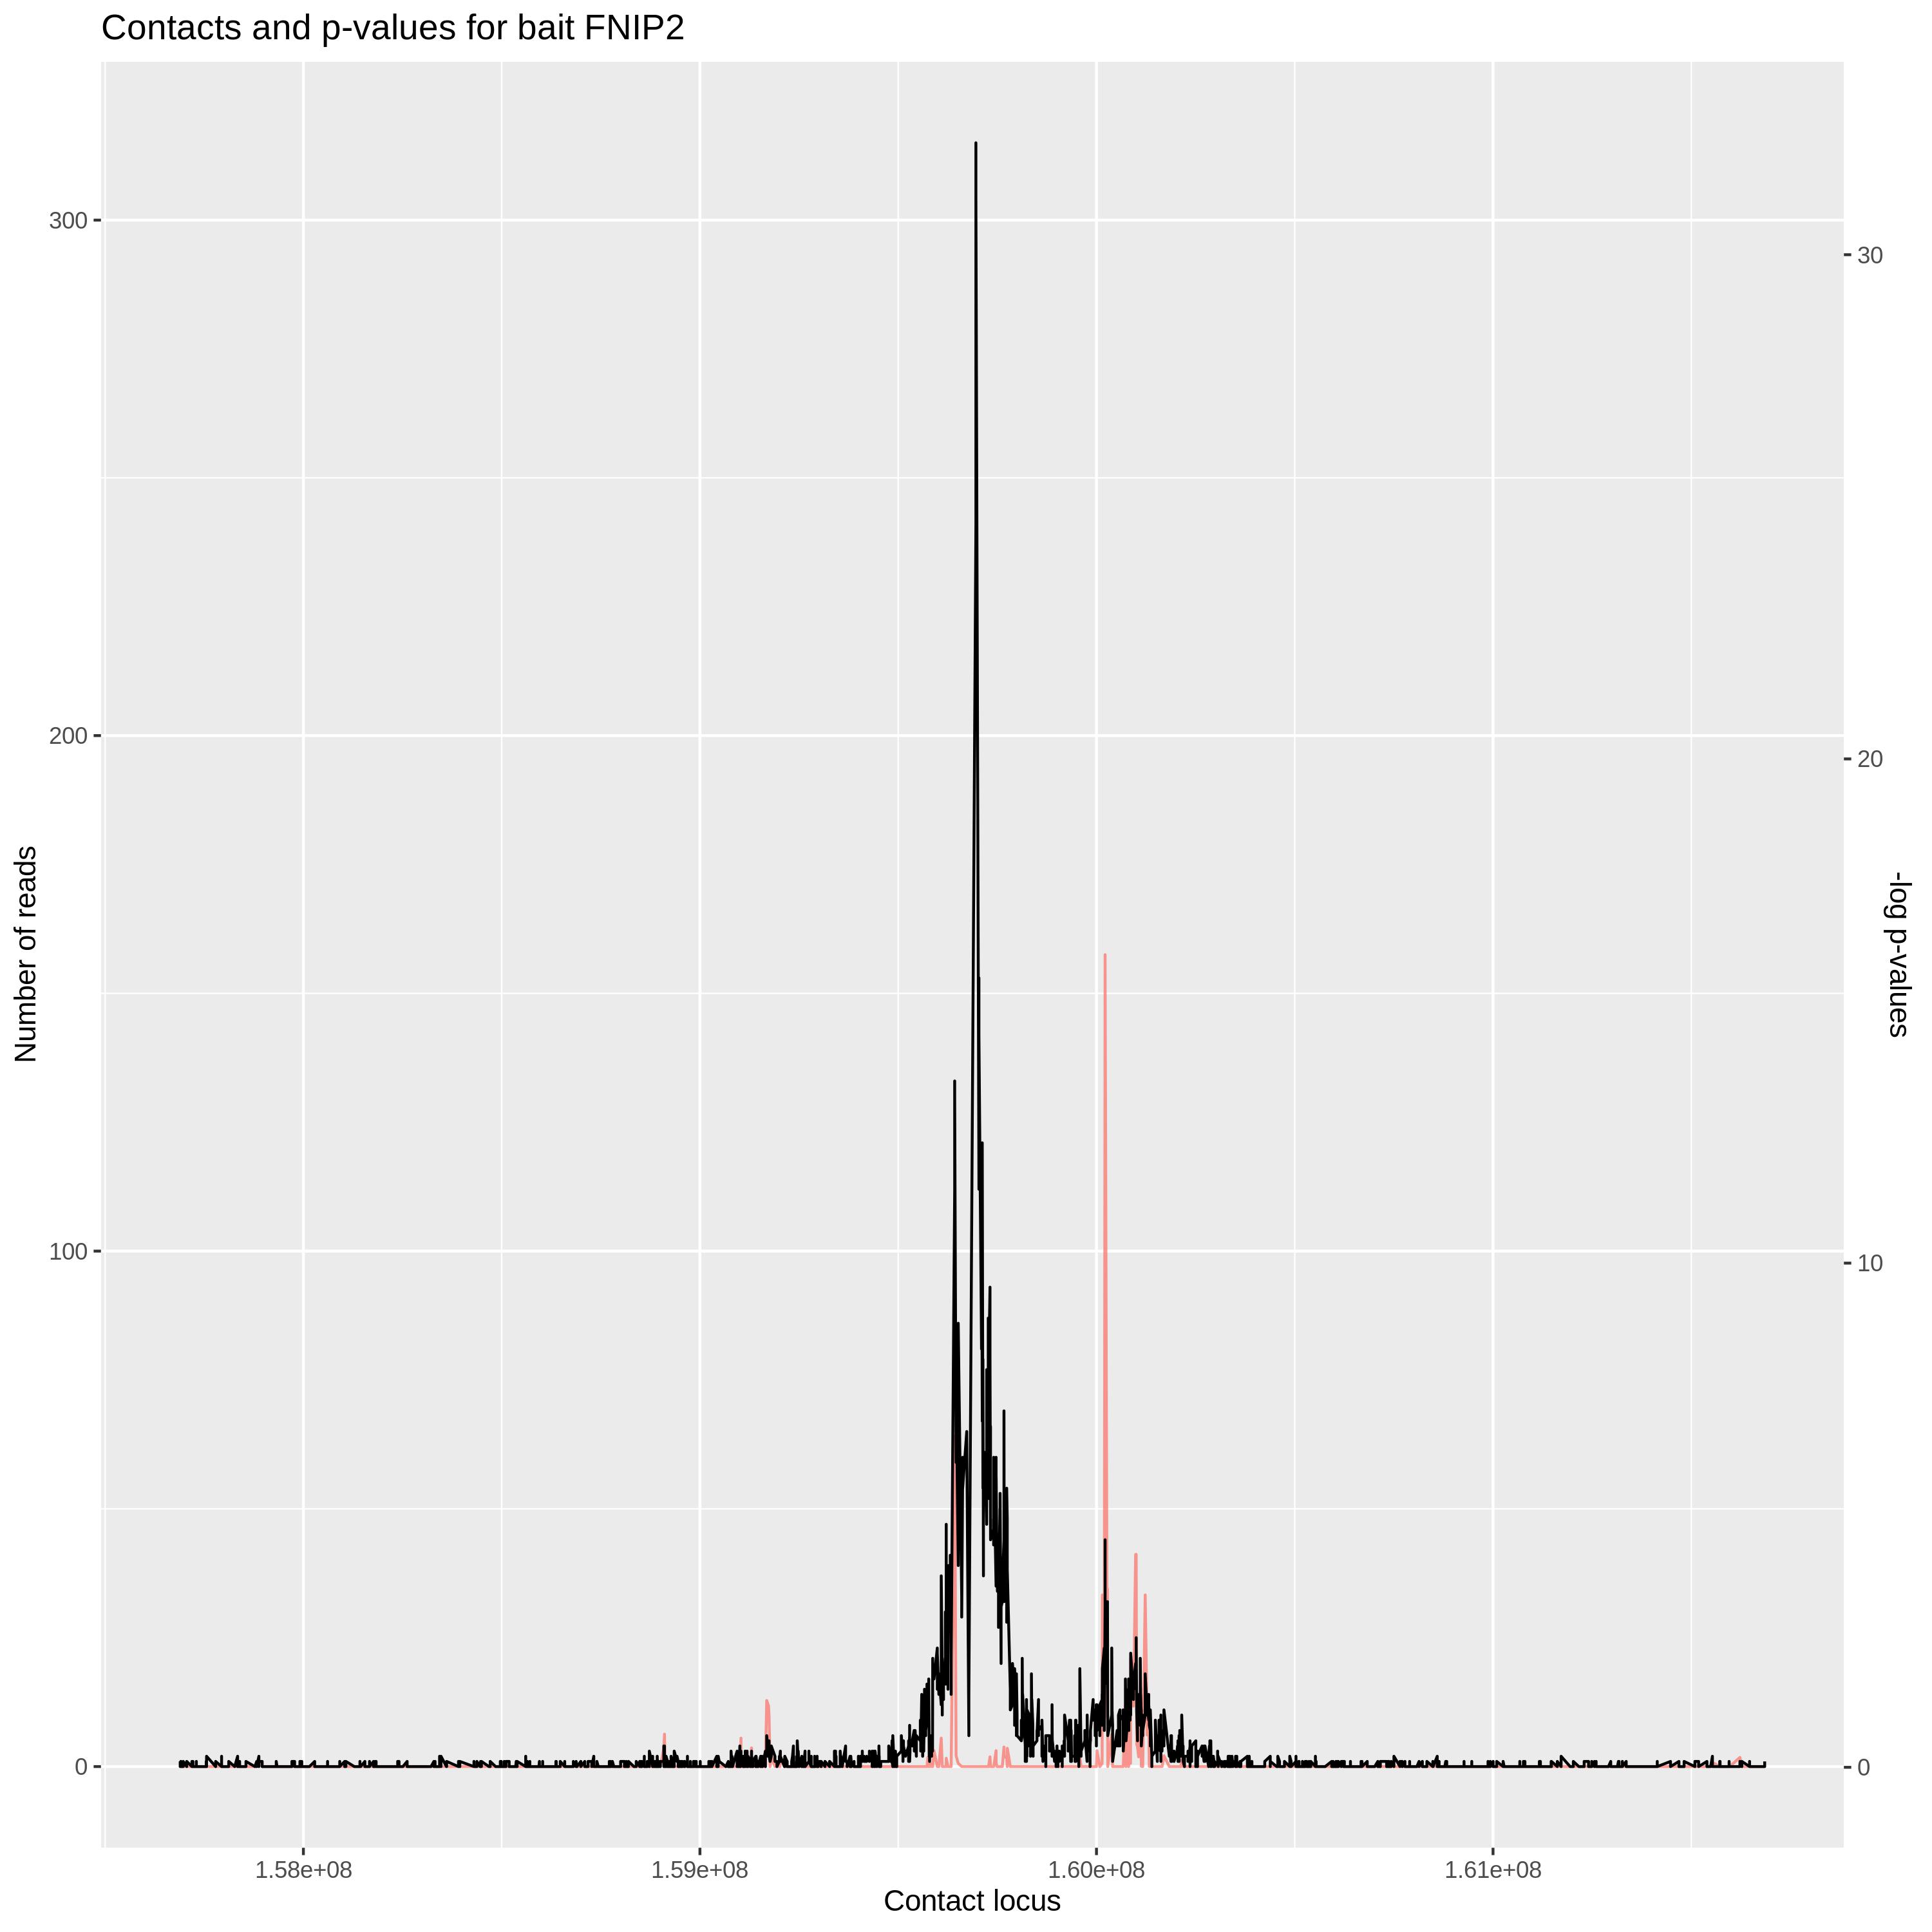 Contacts and p-values for bait FNIP2
300
200
100
0
30
20
10
0
Number of reads
-log p-values
1.58e+08 1.59e+08 1.60e+08 1.61e+08
Contact locus